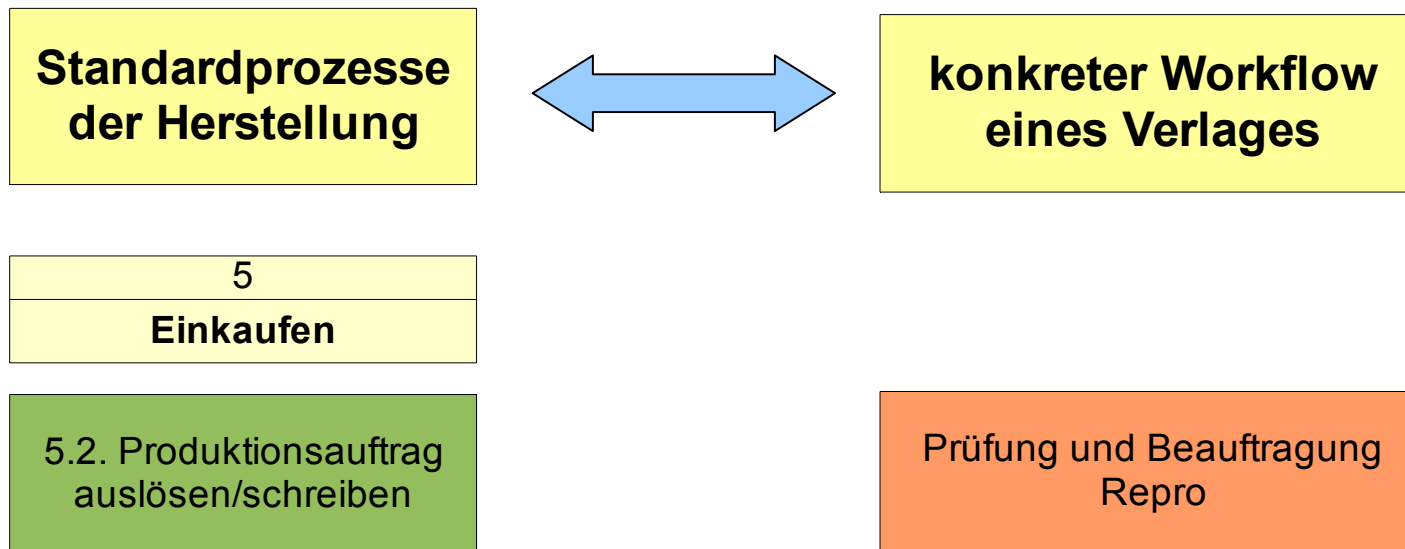 Standardprozesse
der Herstellung
konkreter Workflow
eines Verlages
5
Einkaufen
5.2. Produktionsauftrag
auslösen/schreiben
Prüfung und Beauftragung
Repro